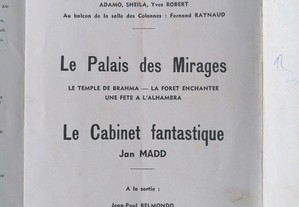 ADAMO, SHEILA, Yves ROBERT
Au balcon de la salle des Colonnes : Fernand RAYNAUD
Le Palais des Mirages
LE TEMPLE DE BRAHMA — LA FORET ENCHANTEE
UNE FETE A L'ALHAMBRA
Le Cabinet fantastique
Jan MADD
A la sortie :
Jean-Paul BELMONDO